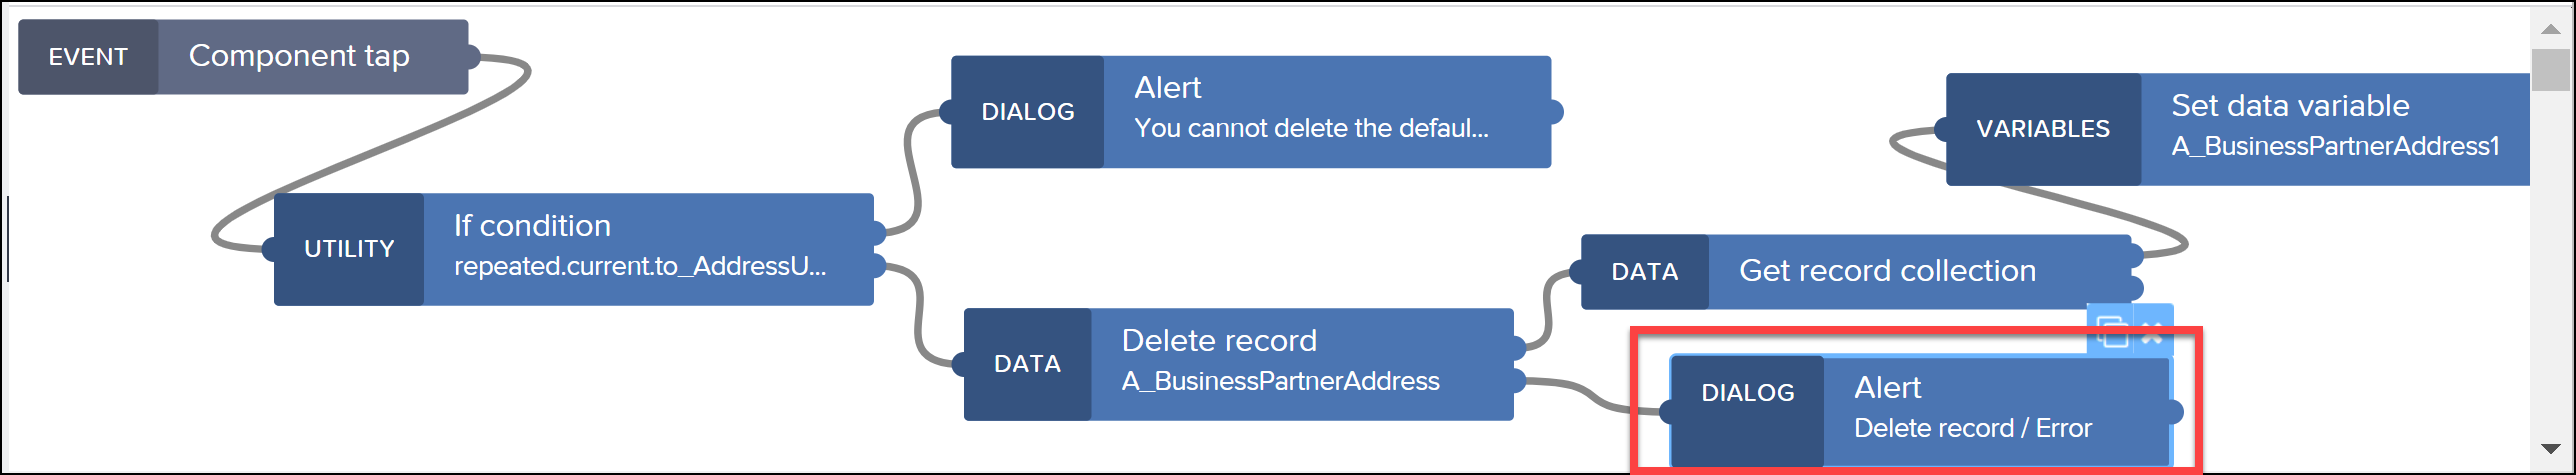 EVENT
Component tap
UTILITY
If condition
repeated.current.to_AddressU...
DIALOG
Alert
You cannot delete the defaul...
DATA
Delete record
A_BusinessPartnerAddress
DATA
Get record collection
DIALOG
Alert
Delete record / Error
VARIABLES
Set data variable
A_BusinessPartnerAddress1